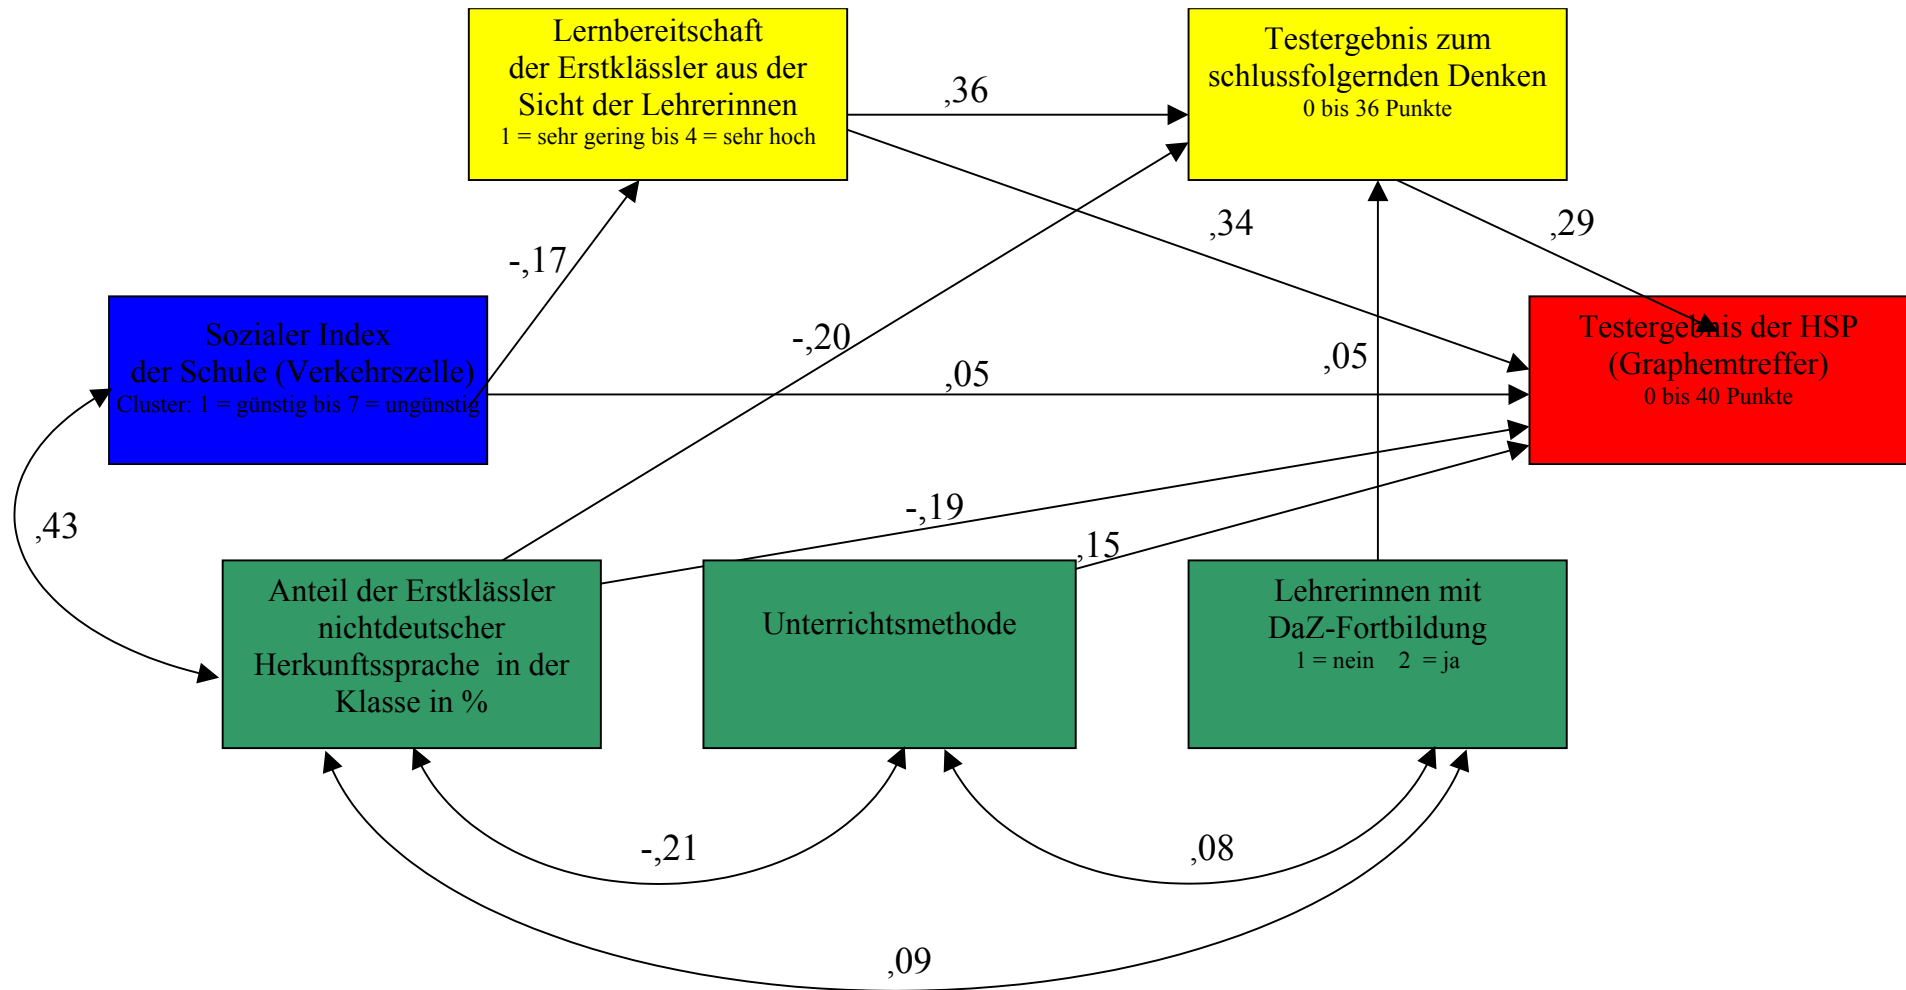 Lernbereitschaft
der Erstklässler aus der
Sicht der Lehrerinnen
1 = sehr gering bis 4 = sehr hoch
Testergebnis zum
schlussfolgernden Denken
0 bis 36 Punkte
,36
,34
,29
-,17
Sozialer Index
der Schule (Verkehrszelle)
Cluster: 1 = günstig bis 7 = ungünstig
-,20
,05
,05
Testergebnis der HSP
(Graphemtreffer)
0 bis 40 Punkte
,43
-,19
,15
Anteil der Erstklässler
nichtdeutscher
Herkunftssprache in der
Klasse in %
Unterrichtsmethode
Lehrerinnen mit
DaZ-Fortbildung
1 = nein 2 = ja
-,21
,08
,09